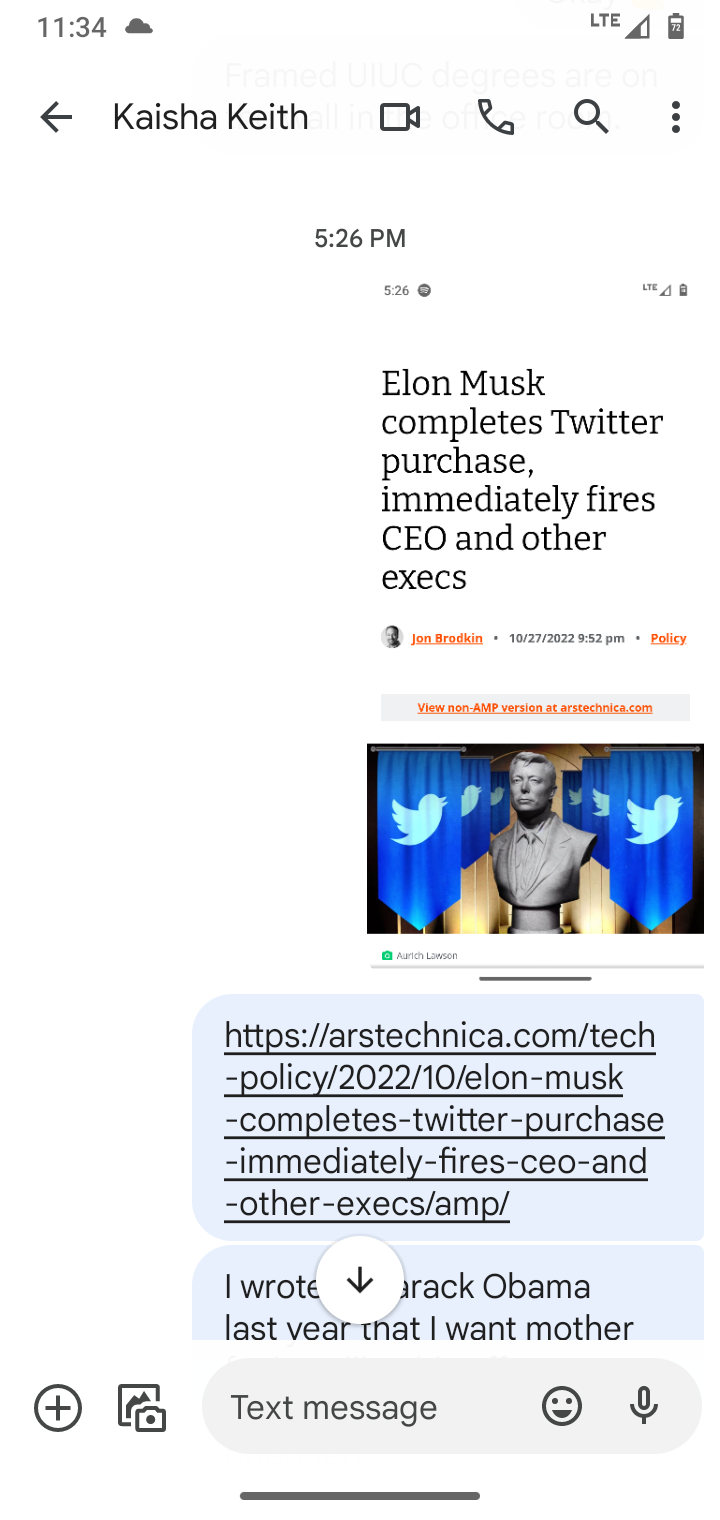 11:34
LTE
72
Framed UIUC degrees are on
all in the office room.
Kaisha Keith
5:26 PM
5:26
LTE
Elon Musk
completes Twitter
purchase,
immediately fires
CEO and other
execs
Jon Brodkin • 10/27/2022 9:52 pm • Policy
View non-AMP version at arstechnica.com
Aurich Lawson
https://arstechnica.com/tech
-policy/2022/10/elon-musk
-completes-twitter-purchase
-immediately-fires-ceo-and
-other-execs/amp/
I wrote arack Obama
last year that I want mother
Text message